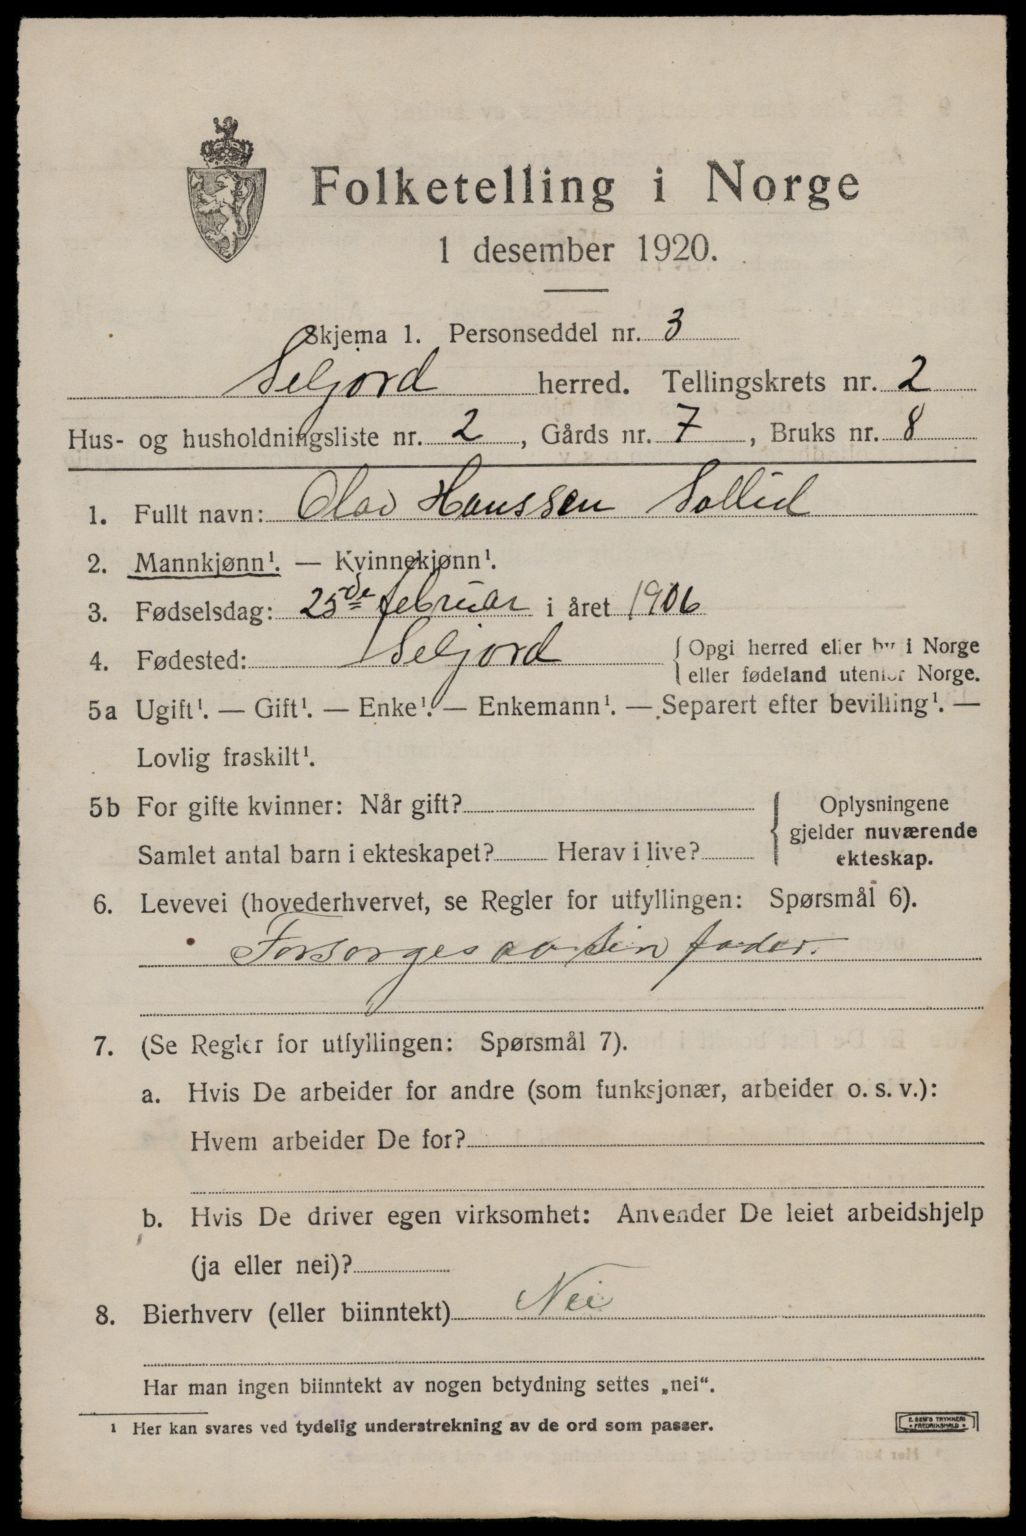 Folketelling i Norge
1 desember 1920.
Skjema 1. Personseddel nr. 3
Seljord herred. Tellingskrets nr. 2
Hus- og husholdningsliste nr. 2, Gårds nr. 7, Bruks nr. 8
1. Fullt navn: Olav Hanssen Sollid
2. Mannkjønn¹. — Kvinnekjønn¹.
3. Fødselsdag: 25de februar i året 1906
4. Fødested: Seljord { Opgi herred eller by i Norge
eller fødeland utenfor Norge.
5a Ugift¹. — Gift¹. — Enke¹. — Enkemann¹. — Separert efter bevilling¹. —
Lovlig fraskilt¹.
5b For gifte kvinner: Når gift?
Samlet antal barn i ekteskapet? Herav i live?
{ Oplysningene
gjelder nuværende
ekteskap.
6. Levevei (hovederhvervet, se Regler for utfyllingen: Spørsmål 6).
Forsorges av sin fader.
7. (Se Regler for utfyllingen: Spørsmål 7).
a. Hvis De arbeider for andre (som funksjonær, arbeider o. s. v.):
Hvem arbeider De for?
b. Hvis De driver egen virksomhet: Anvender De leiet arbeidshjelp
(ja eller nei)?
8. Bierhverv (eller biinntekt) Nei
Har man ingen biinntekt av nogen betydning settes „nei".
¹ Her kan svares ved tydelig understrekning av de ord som passer.